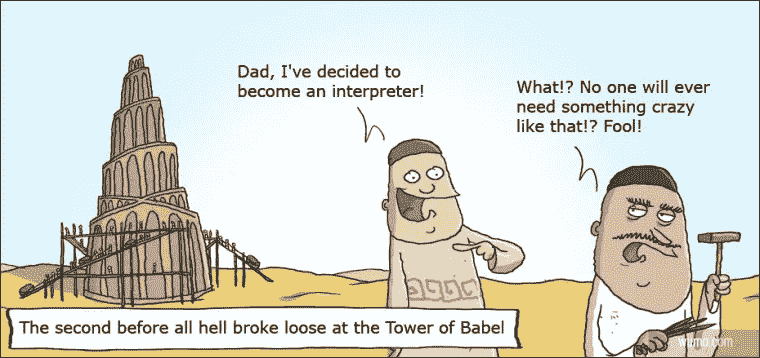 Dad, I've decided to
become an interpreter!
What!? No one will ever
need something crazy
like that!? Fool!
The second before all hell broke loose at the Tower of Babel
wumo.com